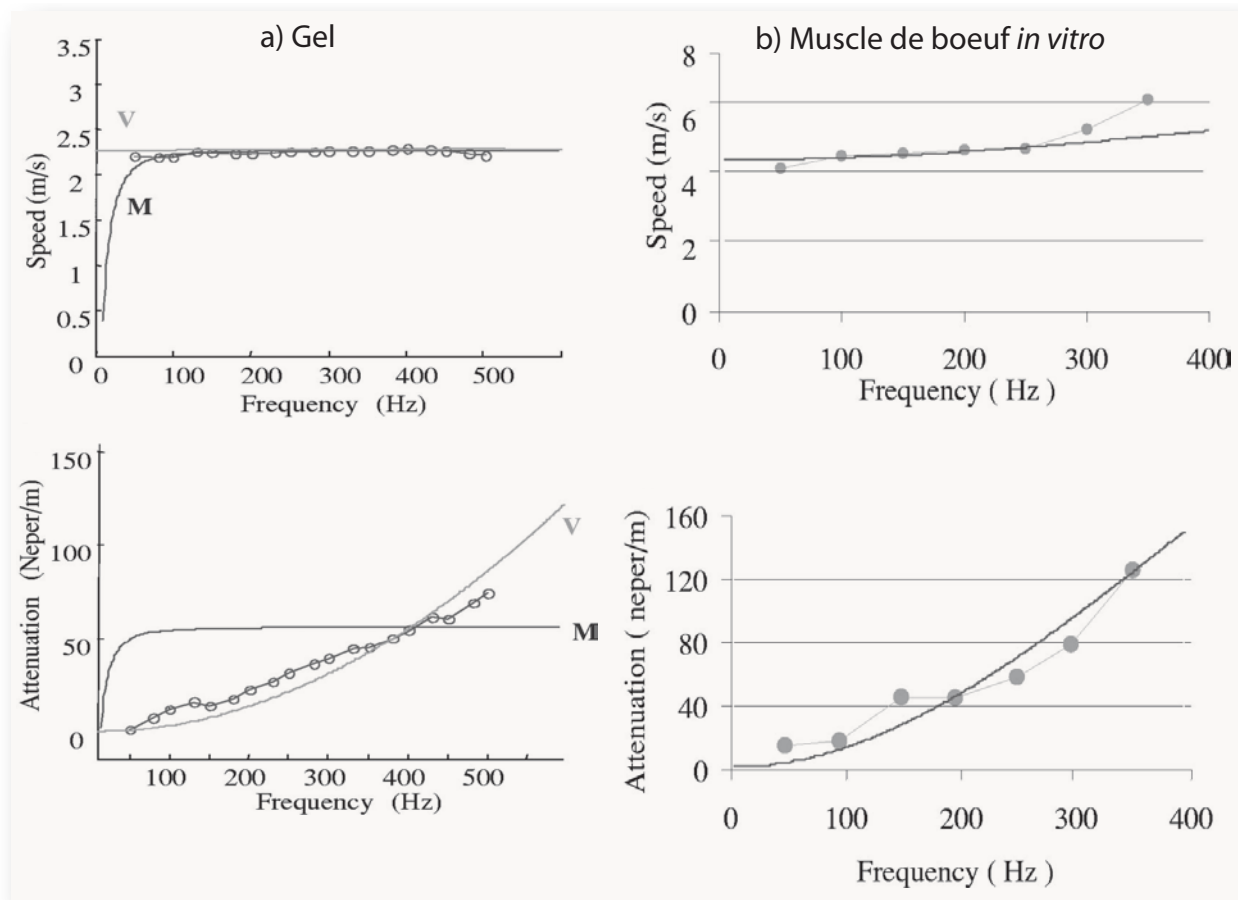 a) Gel
3.5
3
2.5
2
1.5
1
0.5
0
Speed (m/s)
V
M
0 100 200 300 400 500
Frequency (Hz)
b) Muscle de boeuf in vitro
8
6
4
2
0
Speed (m/s)
0 100 200 300 400
Frequency ( Hz )
150
100
50
0
Attenuation (Neper/m)
V
M
100 200 300 400 500
Frequency (Hz)
160
120
80
40
0
Attenuation ( neper/m)
0 100 200 300 400
Frequency ( Hz )